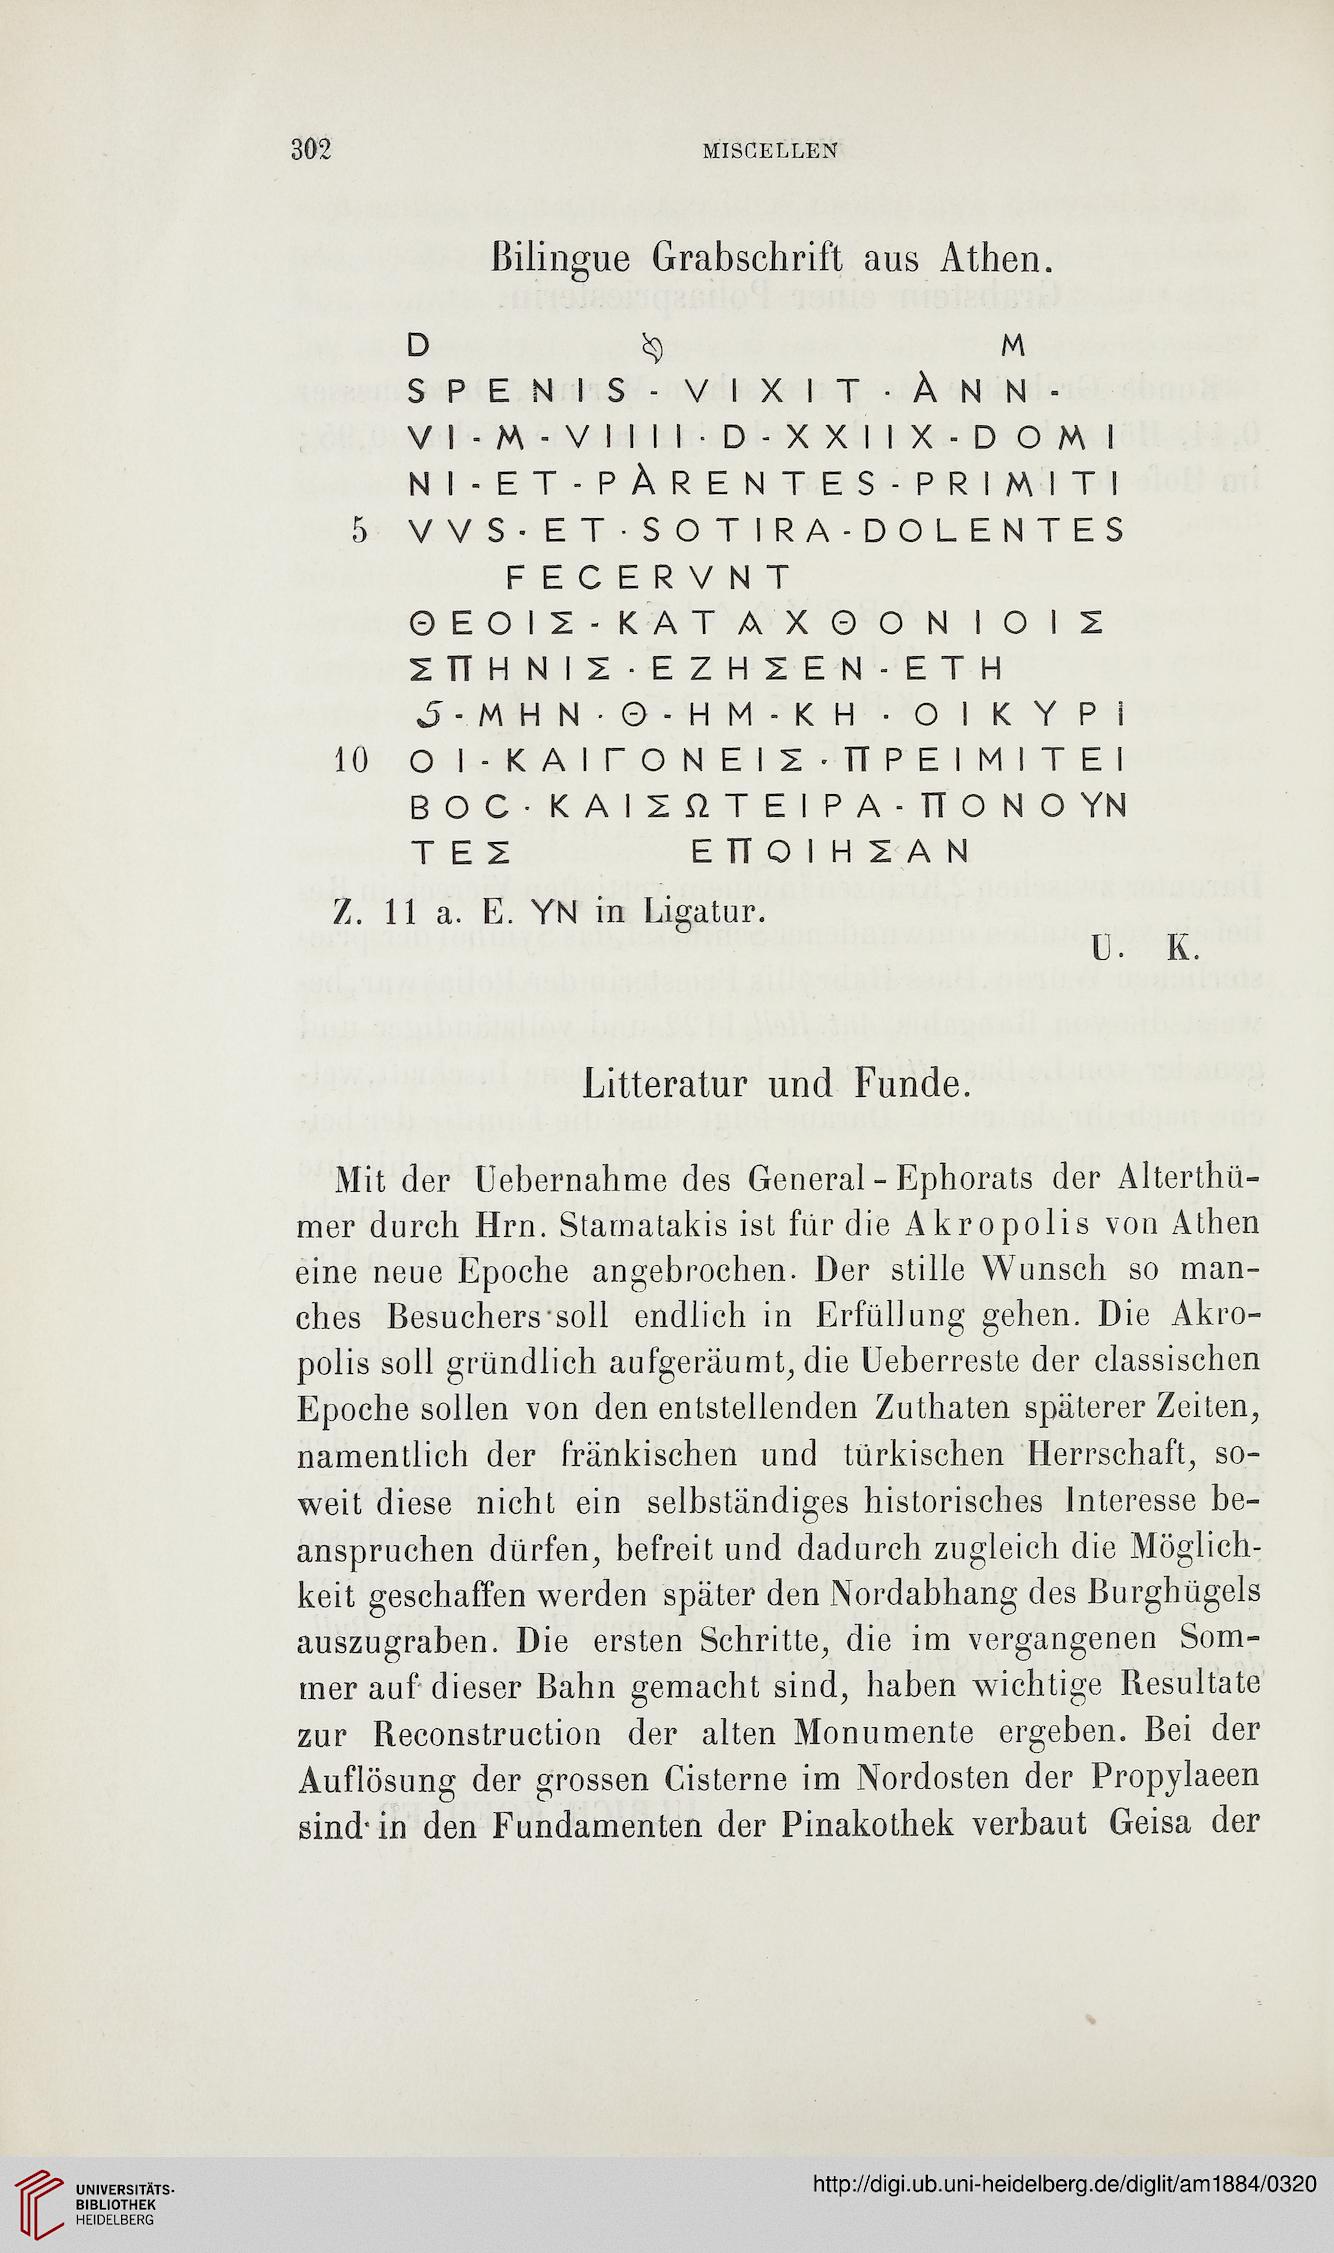 302 MISCELLEN
Bilingue Grabschrift aus Athen.
D M
SPENIS - VIXIT · ANN -
VI - M - VIIII · D - XXIIX - DOMI
NI - ET - PARENTES - PRIMITI
5 VVS - ET · SOTIRA - DOLENTES
FECERVNT
ΘΕΟΙΣ - ΚΑΤΑΧΘΟΝΙΟΙΣ
ΣΠΗΝΙΣ · ΕΖΗΣΕΝ - ΕΤΗ
Ϛ - ΜΗΝ · Θ - ΗΜ - ΚΗ · ΟΙΚΥΡΙ
10 ΟΙ - ΚΑΙΓΟΝΕΙΣ · ΠΡΕΙΜΙΤΕΙ
ΒΟC · ΚΑΙΣΩΤΕΙΡΑ - ΠΟΝΟΥΝ
ΤΕΣ ΕΠΟΙΗΣΑΝ
Z. 11 a. E. ΥΝ in Ligatur.
U. K.
Litteratur und Funde.
Mit der Uebernahme des General-Ephorats der Alterthü-
mer durch Hrn. Stamatakis ist für die Akropolis von Athen
eine neue Epoche angebrochen. Der stille Wunsch so man-
ches Besuchers soll endlich in Erfüllung gehen. Die Akro-
polis soll gründlich aufgeräumt, die Ueberreste der classischen
Epoche sollen von den entstellenden Zuthaten späterer Zeiten,
namentlich der fränkischen und türkischen Herrschaft, so-
weit diese nicht ein selbständiges historisches Interesse be-
anspruchen dürfen, befreit und dadurch zugleich die Möglich-
keit geschaffen werden später den Nordabhang des Burghügels
auszugraben. Die ersten Schritte, die im vergangenen Som-
mer auf dieser Bahn gemacht sind, haben wichtige Resultate
zur Reconstruction der alten Monumente ergeben. Bei der
Auflösung der grossen Cisterne im Nordosten der Propylaeen
sind in den Fundamenten der Pinakothek verbaut Geisa der
UNIVERSITÄTS-
BIBLIOTHEK
HEIDELBERG
http://digi.ub.uni-heidelberg.de/diglit/am1884/0320